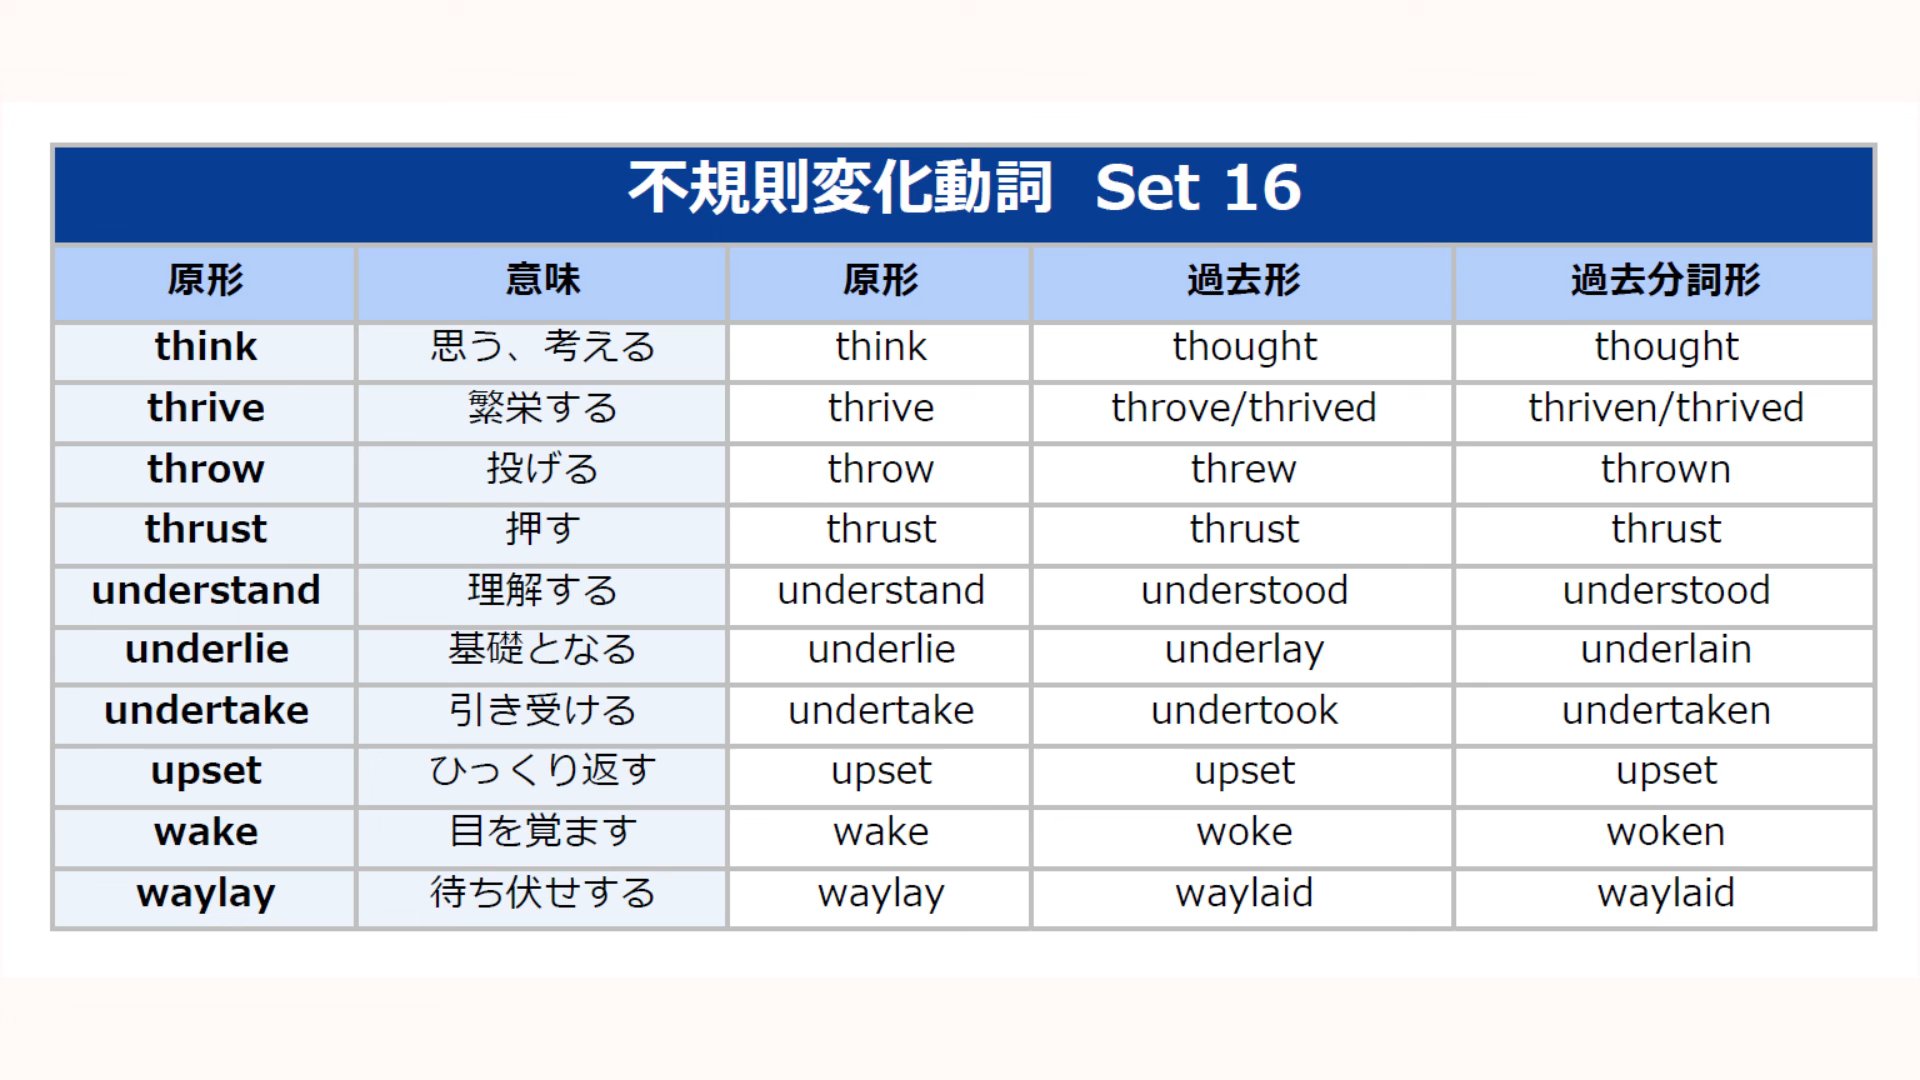 不規則変化動詞 Set 16
原形 意味 原形 過去形 過去分詞形
think 思う、考える think thought thought
thrive 繁栄する thrive throve/thrived thriven/thrived
throw 投げる throw threw thrown
thrust 押す thrust thrust thrust
understand 理解する understand understood understood
underlie 基礎となる underlie underlay underlain
undertake 引き受ける undertake undertook undertaken
upset ひっくり返す upset upset upset
wake 目を覚ます wake woke woken
waylay 待ち伏せする waylay waylaid waylaid